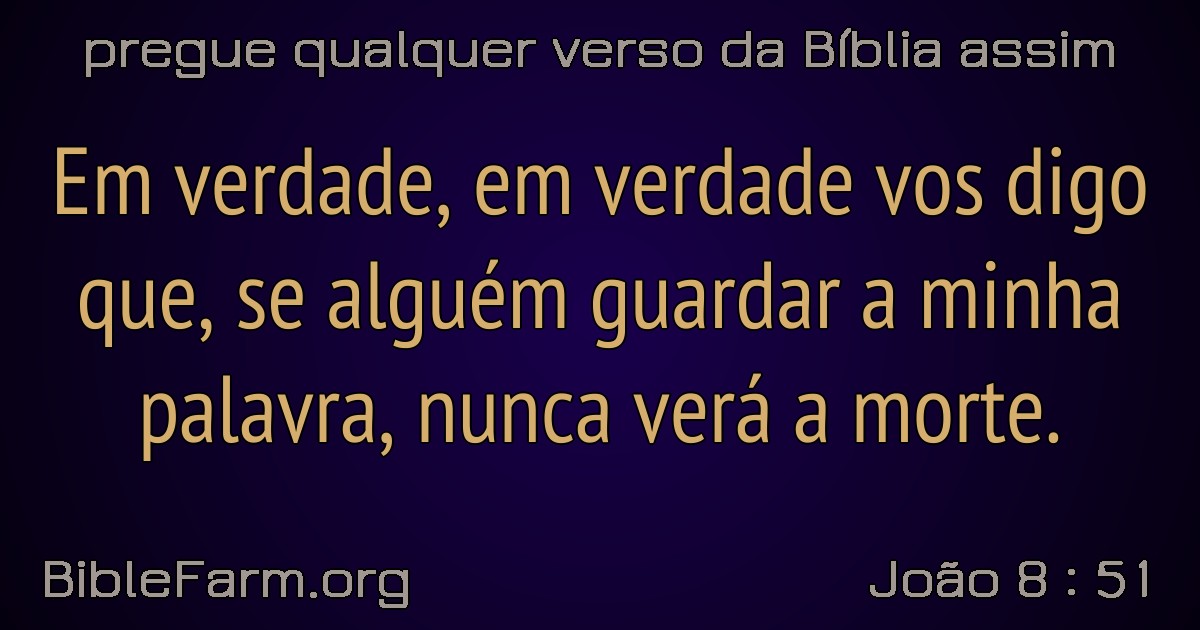 pregue qualquer verso da Bíblia assim
Em verdade, em verdade vos digo
que, se alguém guardar a minha
palavra, nunca verá a morte.
BibleFarm.org
João 8 : 51